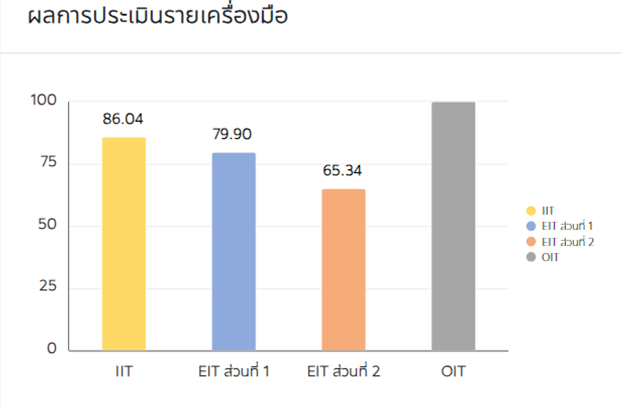 ผลการประเมินรายเครื่องมือ
100
75
50
25
0
86.04
79.90
65.34
IIT
EIT ส่วนที่ 1
EIT ส่วนที่ 2
OIT
IIT
EIT ส่วนที่ 1
EIT ส่วนที่ 2
OIT